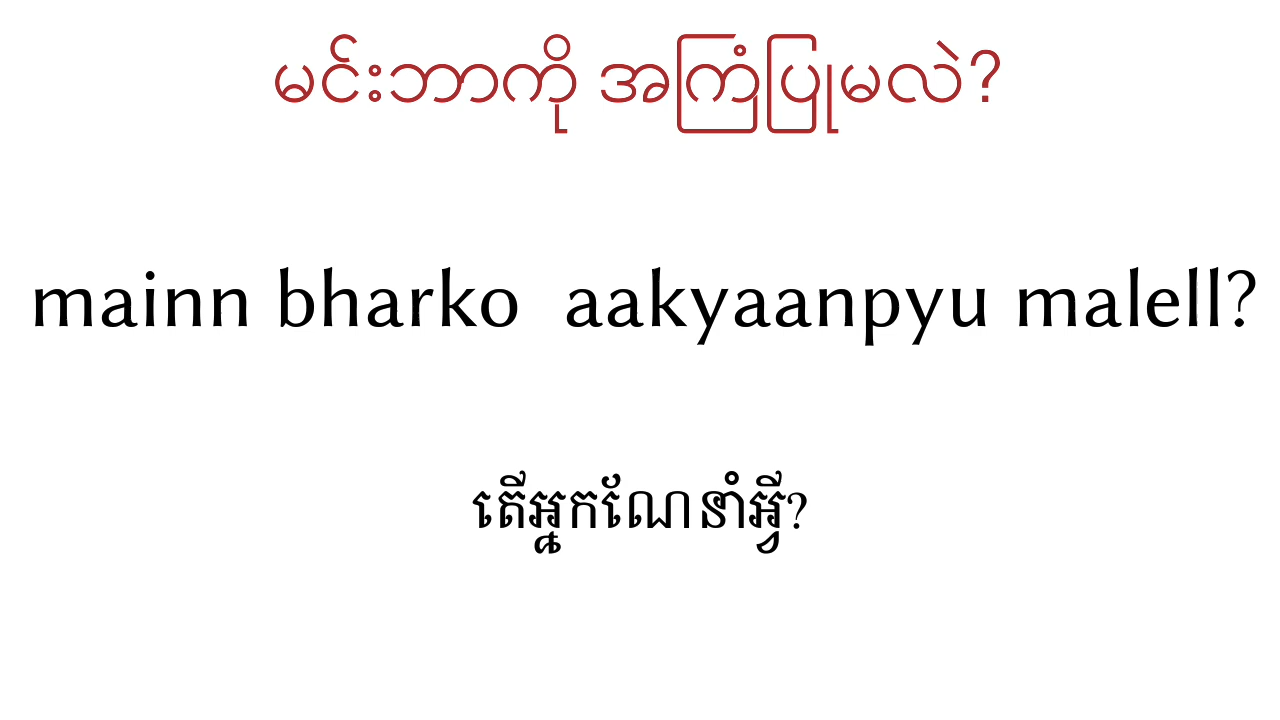 မင်းဘာကို အကြံပြုမလဲ?
mainn bharko aakyaanpyu malell?
តើអ្នកណែនាំអ្វី?